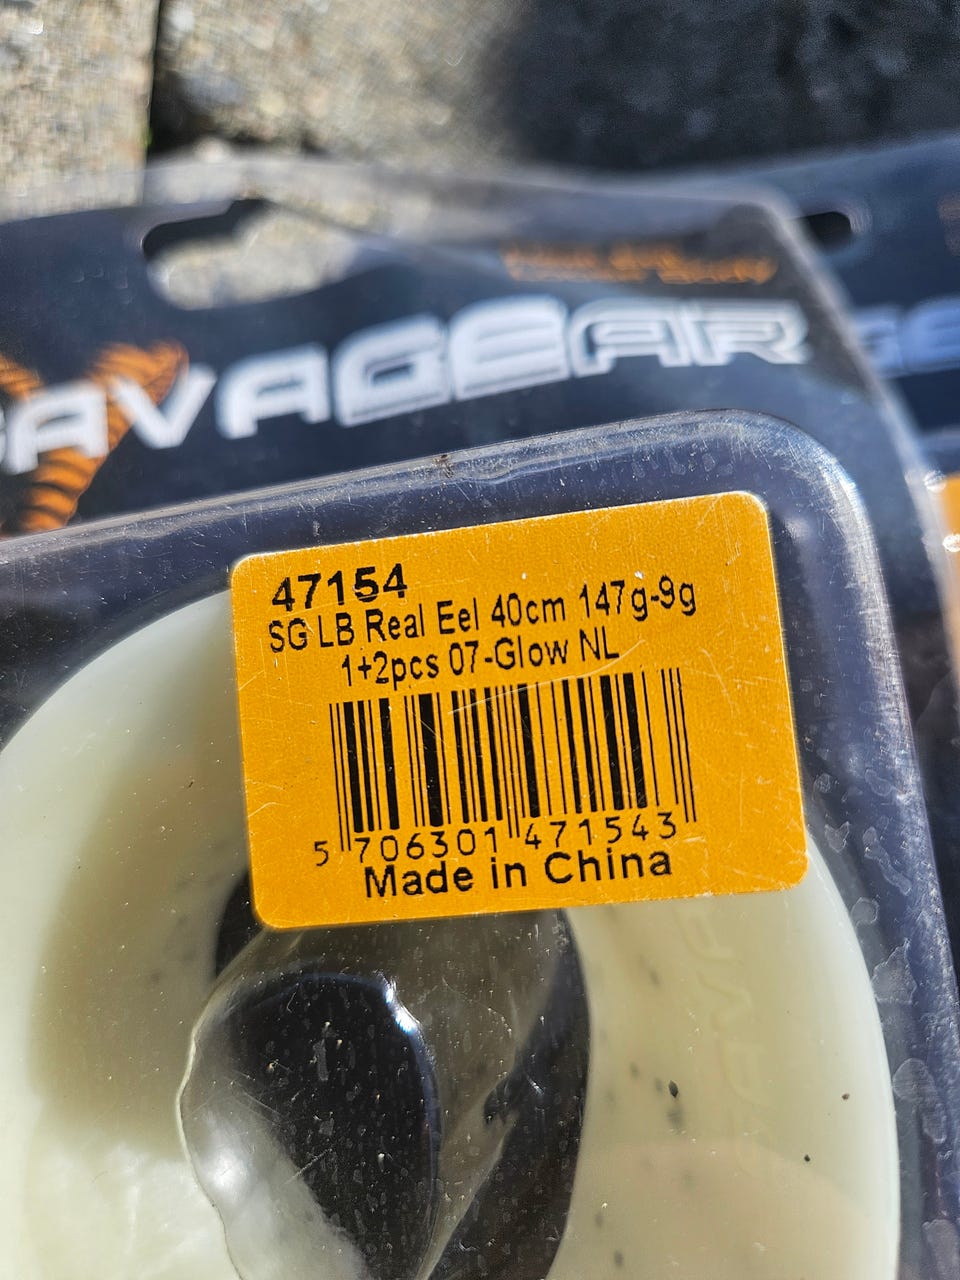 SAVAGEAR
GE
47154
SG LB Real Eel 40cm 147g-9g
1+2pcs 07-Glow NL
5 706301 471543
Made in China